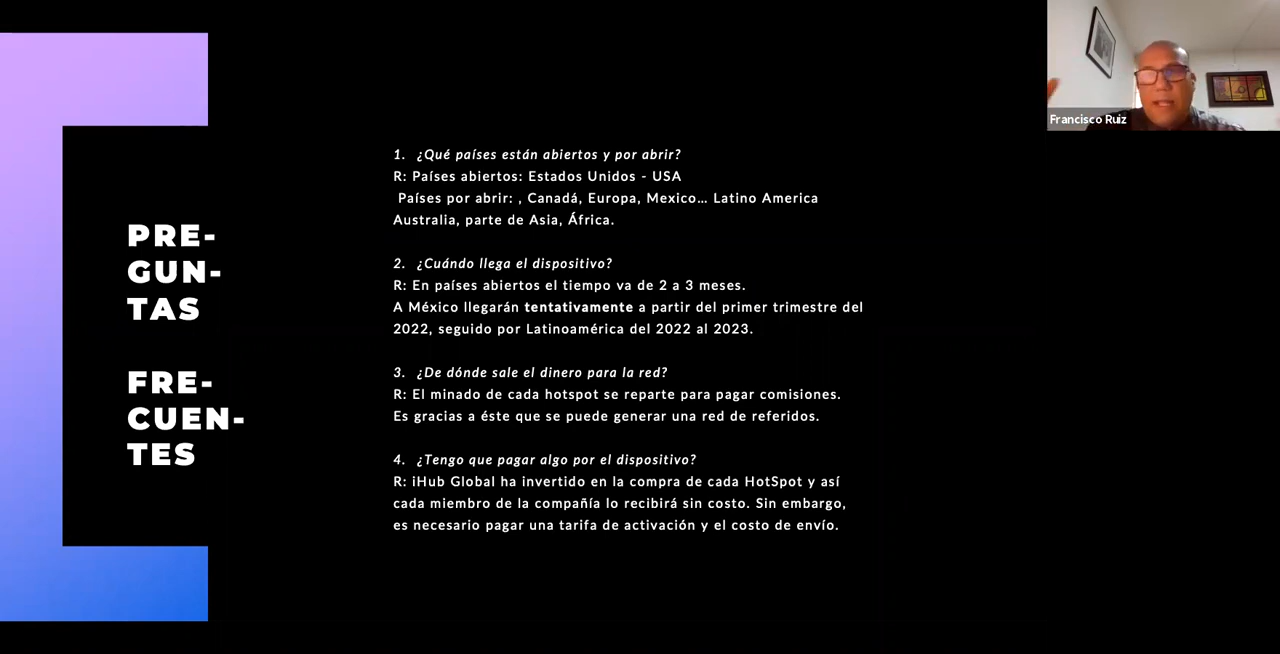 PRE-
GUN-
TAS
FRE-
CUEN-
TES
1. ¿Qué países están abiertos y por abrir?
R: Países abiertos: Estados Unidos - USA
Países por abrir: , Canadá, Europa, Mexico... Latino America
Australia, parte de Asia, África.
2. ¿Cuándo llega el dispositivo?
R: En países abiertos el tiempo va de 2 a 3 meses.
A México llegarán tentativamente a partir del primer trimestre del
2022, seguido por Latinoamérica del 2022 al 2023.
3. ¿De dónde sale el dinero para la red?
R: El minado de cada hotspot se reparte para pagar comisiones.
Es gracias a éste que se puede generar una red de referidos.
4. ¿Tengo que pagar algo por el dispositivo?
R: iHub Global ha invertido en la compra de cada HotSpot y así
cada miembro de la compañía lo recibirá sin costo. Sin embargo,
es necesario pagar una tarifa de activación y el costo de envío.
Francisco Ruiz